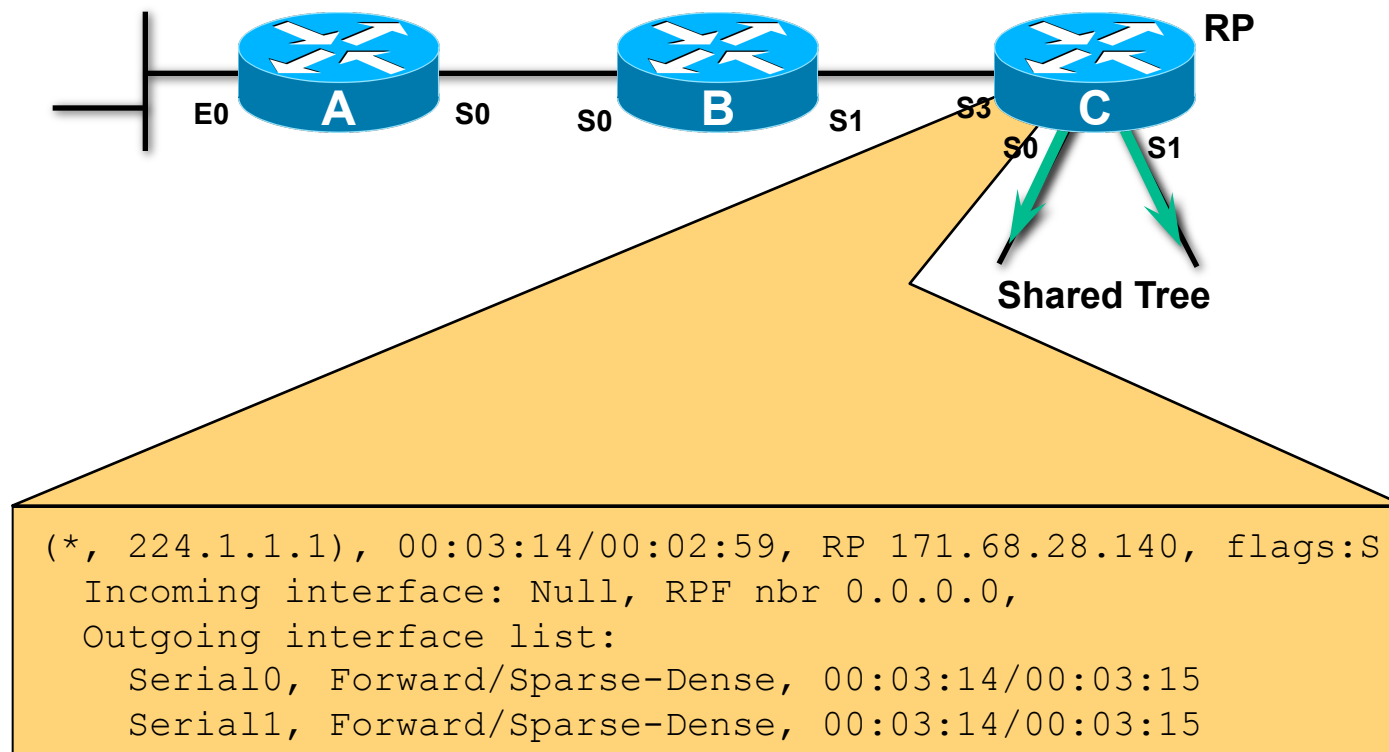 RP
A
B
C
E0
S0
S0
S1
S3
S0
S1
Shared Tree
(*, 224.1.1.1), 00:03:14/00:02:59, RP 171.68.28.140, flags:S
Incoming interface: Null, RPF nbr 0.0.0.0,
Outgoing interface list:
Serial0, Forward/Sparse-Dense, 00:03:14/00:03:15
Serial1, Forward/Sparse-Dense, 00:03:14/00:03:15